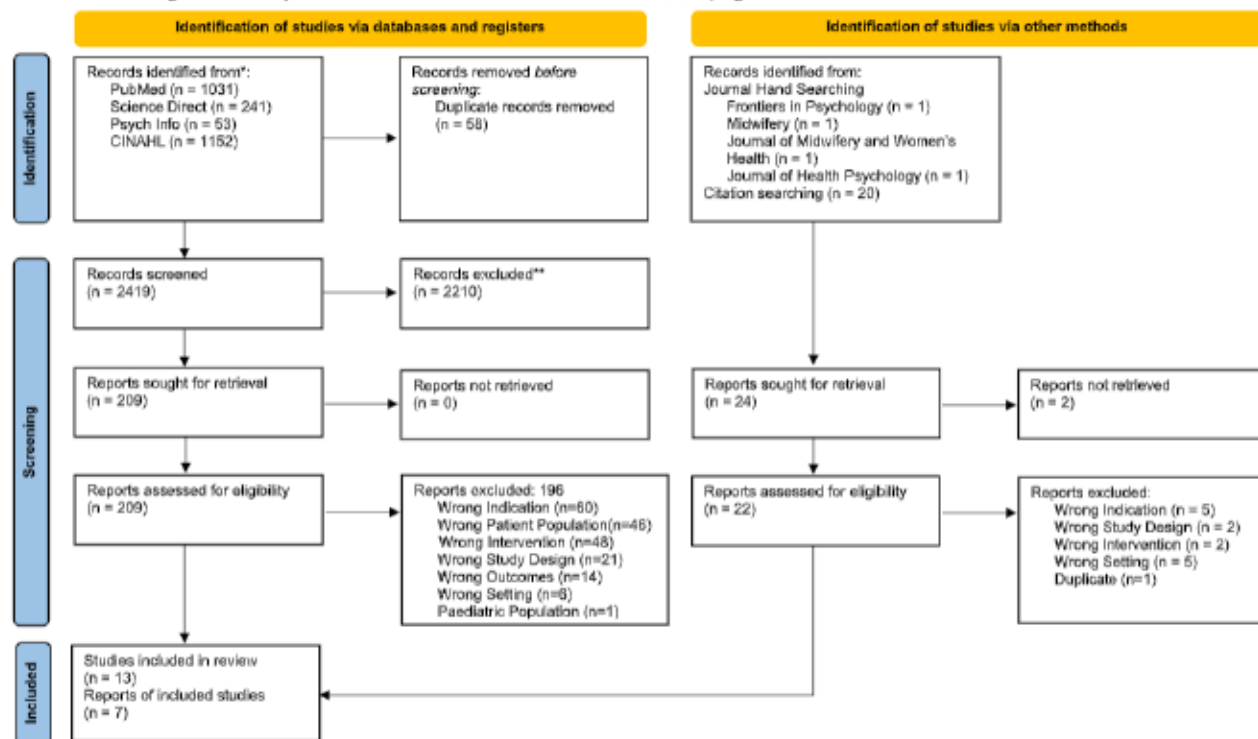 Identification of studies via databases and registers
Identification of studies via other methods
Identification
Records identified from*:
PubMed (n = 1031)
Science Direct (n = 241)
Psych Info (n = 53)
CINAHL (n = 1152)
Records removed before
screening:
Duplicate records removed
(n = 58)
Records identified from:
Journal Hand Searching
Frontiers in Psychology (n = 1)
Midwifery (n = 1)
Journal of Midwifery and Women's
Health (n = 1)
Journal of Health Psychology (n = 1)
Citation searching (n = 20)
Screening
Records screened
(n = 2419)
Records excluded**
(n = 2210)
Reports sought for retrieval
(n = 209)
Reports not retrieved
(n = 0)
Reports sought for retrieval
(n = 24)
Reports not retrieved
(n = 2)
Reports assessed for eligibility
(n = 209)
Reports excluded: 196
Wrong Indication (n=60)
Wrong Patient Population(n=46)
Wrong Intervention (n=48)
Wrong Study Design (n=21)
Wrong Outcomes (n=14)
Wrong Setting (n=6)
Paediatric Population (n=1)
Reports assessed for eligibility
(n = 22)
Reports excluded:
Wrong Indication (n = 5)
Wrong Study Design (n = 2)
Wrong Intervention (n = 2)
Wrong Setting (n = 5)
Duplicate (n=1)
Included
Studies included in review
(n = 13)
Reports of included studies
(n = 7)